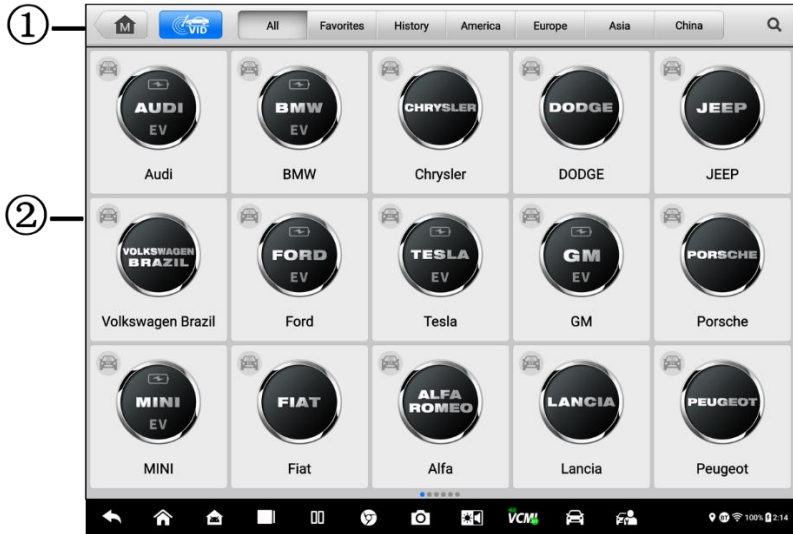 ① M VID All Favorites History America Europe Asia China
AUDI BMW CHRYSLER DODGE JEEP
EV EV
Audi BMW Chrysler DODGE JEEP
②
VOLKSWAGEN
BRAZIL FORD TESLA GM PORSCHE
EV EV EV
Volkswagen Brazil Ford Tesla GM Porsche
MINI FIAT ALFA
ROMEO LANCIA PEUGEOT
EV
MINI Fiat Alfa Lancia Peugeot
VCMI BT 100% 2:14